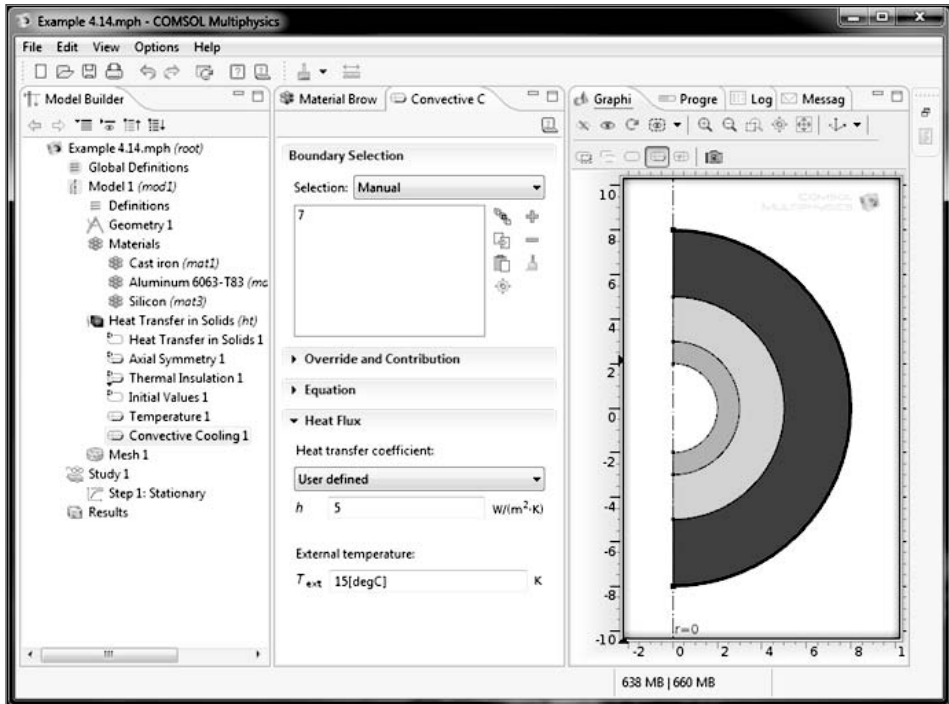 Example 4.14.mph - COMSOL Multiphysics
File Edit View Options Help
Model Builder
Example 4.14.mph (root)
Global Definitions
Model 1 (mod1)
Definitions
Geometry 1
Materials
Cast iron (mat1)
Aluminum 6063-T83 (ma
Silicon (mat3)
Heat Transfer in Solids (ht)
Heat Transfer in Solids 1
Axial Symmetry 1
Thermal Insulation 1
Initial Values 1
Temperature 1
Convective Cooling 1
Mesh 1
Study 1
Step 1: Stationary
Results
Material Brow Convective C
Boundary Selection
Selection: Manual
7
Override and Contribution
Equation
Heat Flux
Heat transfer coefficient:
User defined
h 5 W/(m²·K)
External temperature:
Text 15[degC] K
Graphi Progre Log Messag
COMSOL
MULTIPHYSICS
10
8
6
4
2
0
-2
-4
-6
-8
-10
r=0
-2 0 2 4 6 8 1
638 MB | 660 MB